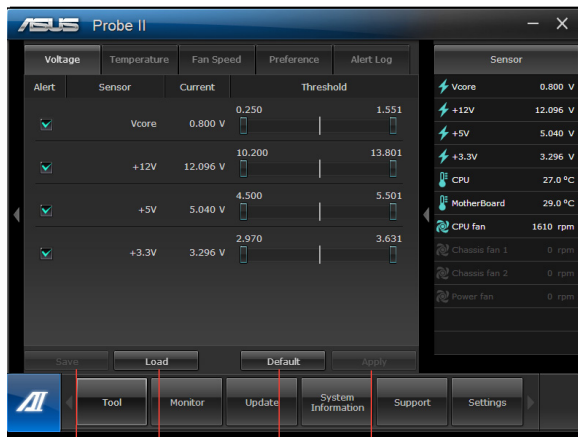 ASUS Probe II
Voltage Temperature Fan Speed Preference Alert Log
Alert Sensor Current Threshold
Vcore 0.800 V 0.250 1.551
+12V 12.096 V 10.200 13.801
+5V 5.040 V 4.500 5.501
+3.3V 3.296 V 2.970 3.631
Save Load Default Apply
Sensor
Vcore 0.800 V
+12V 12.096 V
+5V 5.040 V
+3.3V 3.296 V
CPU 27.0 ºC
MotherBoard 29.0 ºC
CPU fan 1610 rpm
Chassis fan 1 0 rpm
Chassis fan 2 0 rpm
Power fan 0 rpm
AI Tool Monitor Update System Information Support Settings